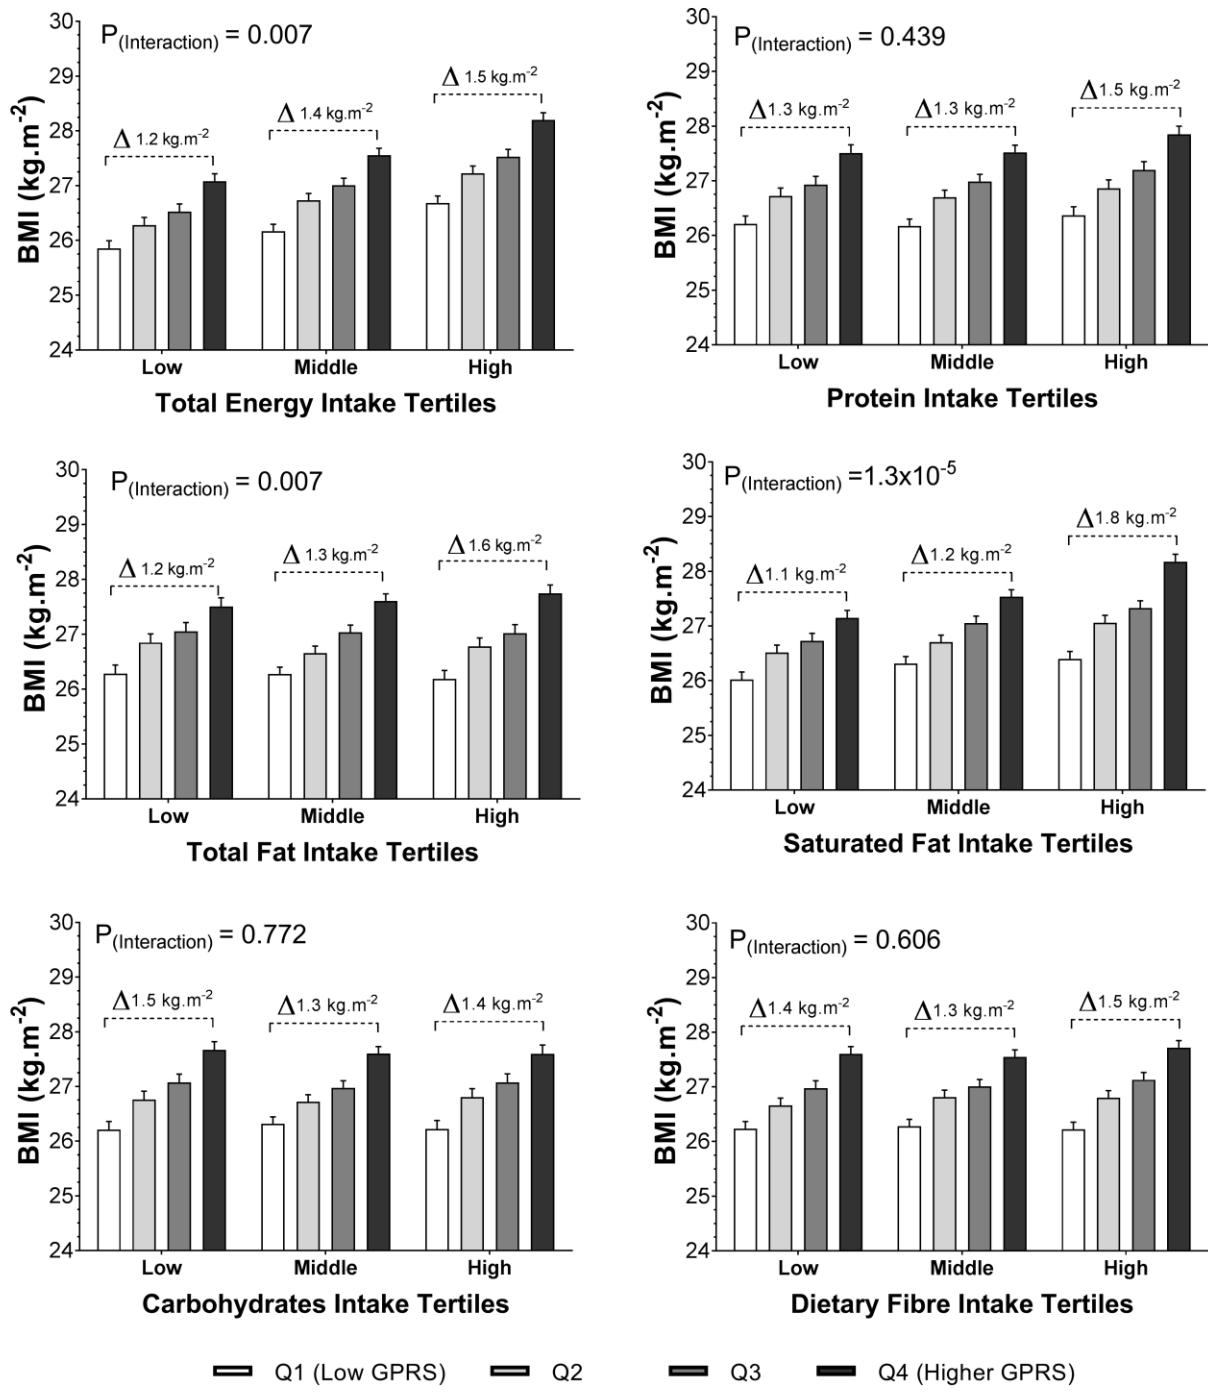 P(Interaction) = 0.007
Δ 1.2 kg.m-2
Δ 1.4 kg.m-2
Δ 1.5 kg.m-2
BMI (kg.m-2)
30
29
28
27
26
25
24
Low Middle High
Total Energy Intake Tertiles
P(Interaction) = 0.439
Δ 1.3 kg.m-2
Δ 1.3 kg.m-2
Δ 1.5 kg.m-2
BMI (kg.m-2)
30
29
28
27
26
25
24
Low Middle High
Protein Intake Tertiles
P(Interaction) = 0.007
Δ 1.2 kg.m-2
Δ 1.3 kg.m-2
Δ 1.6 kg.m-2
BMI (kg.m-2)
30
29
28
27
26
25
24
Low Middle High
Total Fat Intake Tertiles
P(Interaction) =1.3x10-5
Δ1.1 kg.m-2
Δ 1.2 kg.m-2
Δ 1.8 kg.m-2
BMI (kg.m-2)
30
29
28
27
26
25
24
Low Middle High
Saturated Fat Intake Tertiles
P(Interaction) = 0.772
Δ1.5 kg.m-2
Δ1.3 kg.m-2
Δ1.4 kg.m-2
BMI (kg.m-2)
30
29
28
27
26
25
24
Low Middle High
Carbohydrates Intake Tertiles
P(Interaction) = 0.606
Δ1.4 kg.m-2
Δ1.3 kg.m-2
Δ1.5 kg.m-2
BMI (kg.m-2)
30
29
28
27
26
25
24
Low Middle High
Dietary Fibre Intake Tertiles
Q1 (Low GPRS) Q2 Q3 Q4 (Higher GPRS)